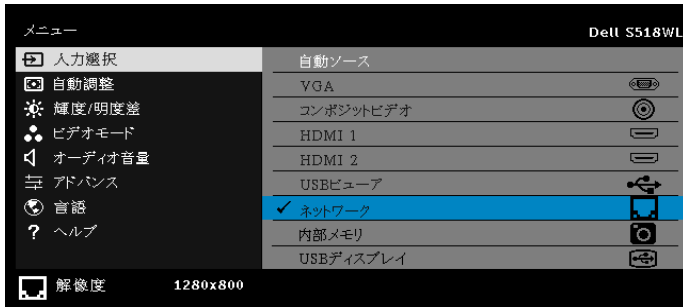 メニュー
Dell S518WL
入力選択
自動調整
輝度/明度差
ビデオモード
オーディオ音量
アドバンス
言語
? ヘルプ
自動ソース
VGA
コンポジットビデオ
HDMI 1
HDMI 2
USBビューア
✓ ネットワーク
内部メモリ
USBディスプレイ
解像度 1280x800